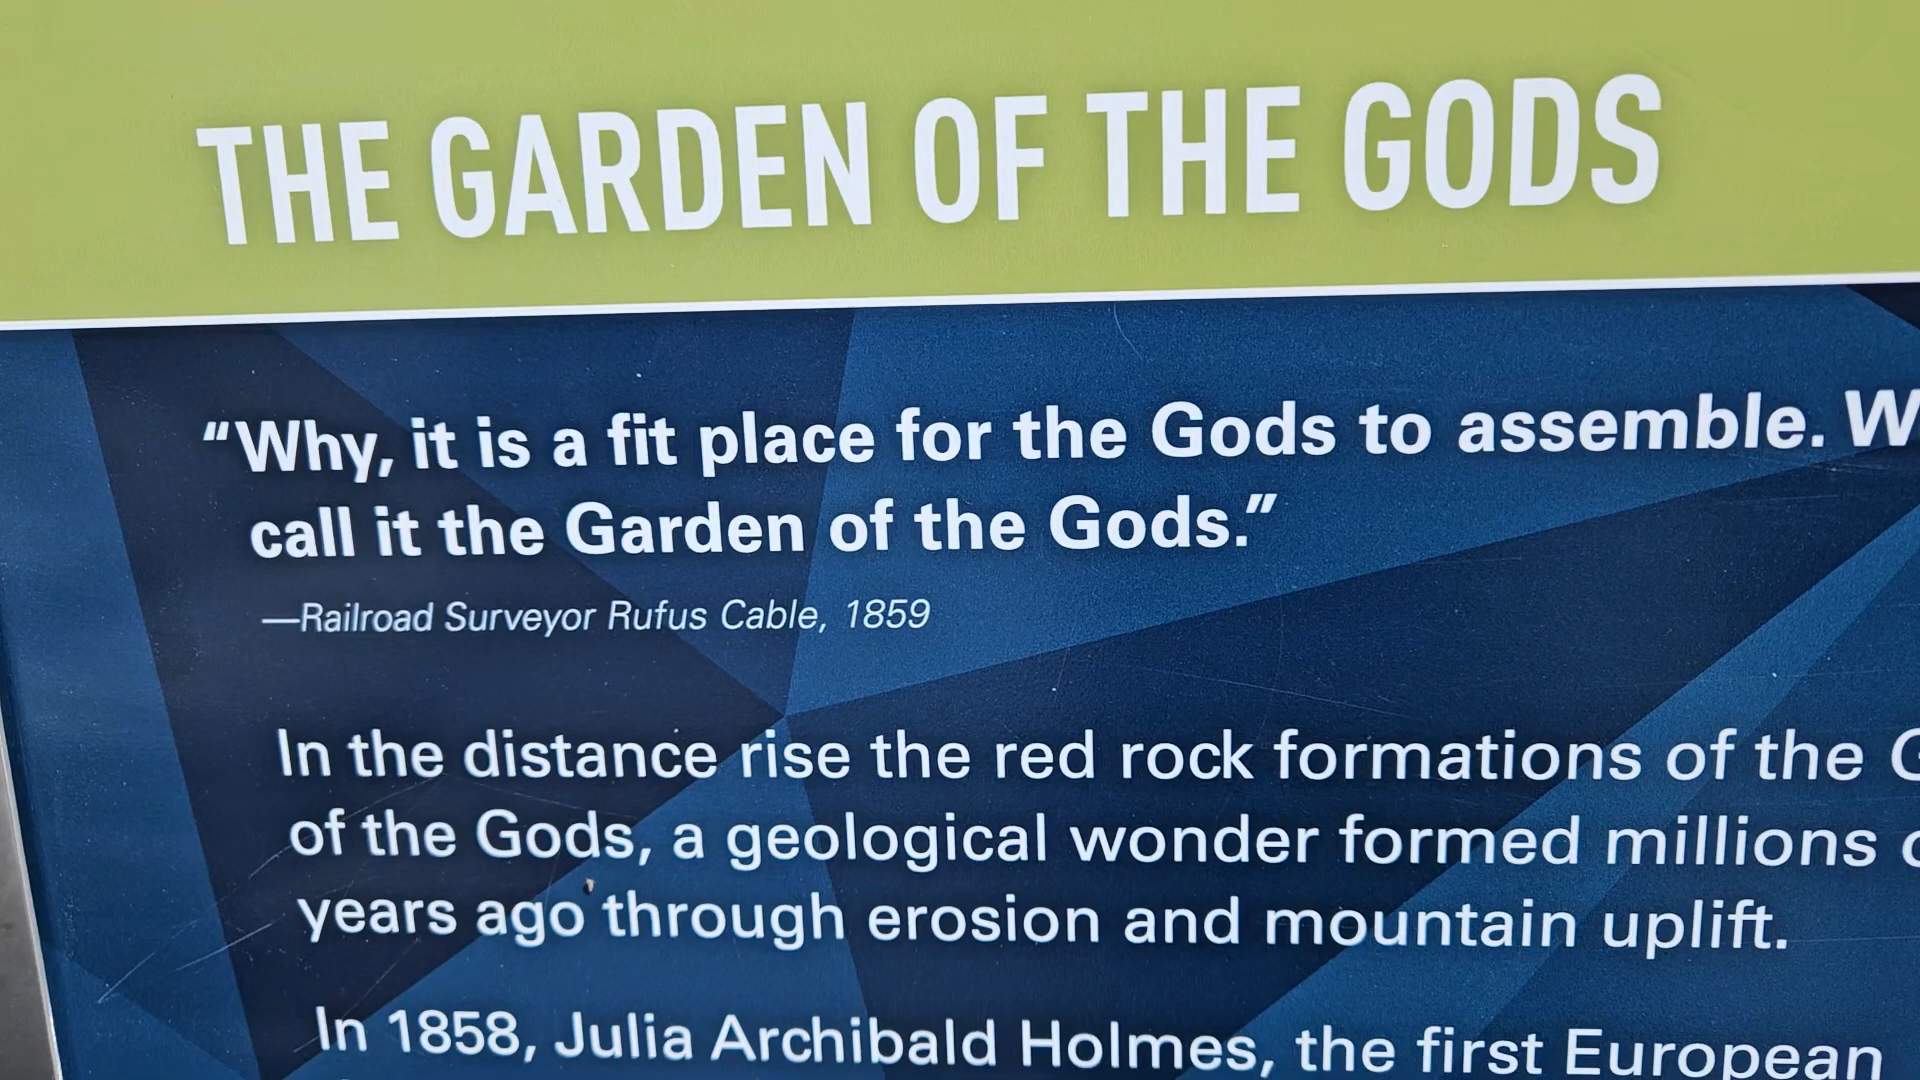 THE GARDEN OF THE GODS
“Why, it is a fit place for the Gods to assemble.
call it the Garden of the Gods.”
—Railroad Surveyor Rufus Cable, 1859
In the distance rise the red rock formations of the
of the Gods, a geological wonder formed millions
years ago through erosion and mountain uplift.
In 1858, Julia Archibald Holmes, the first European